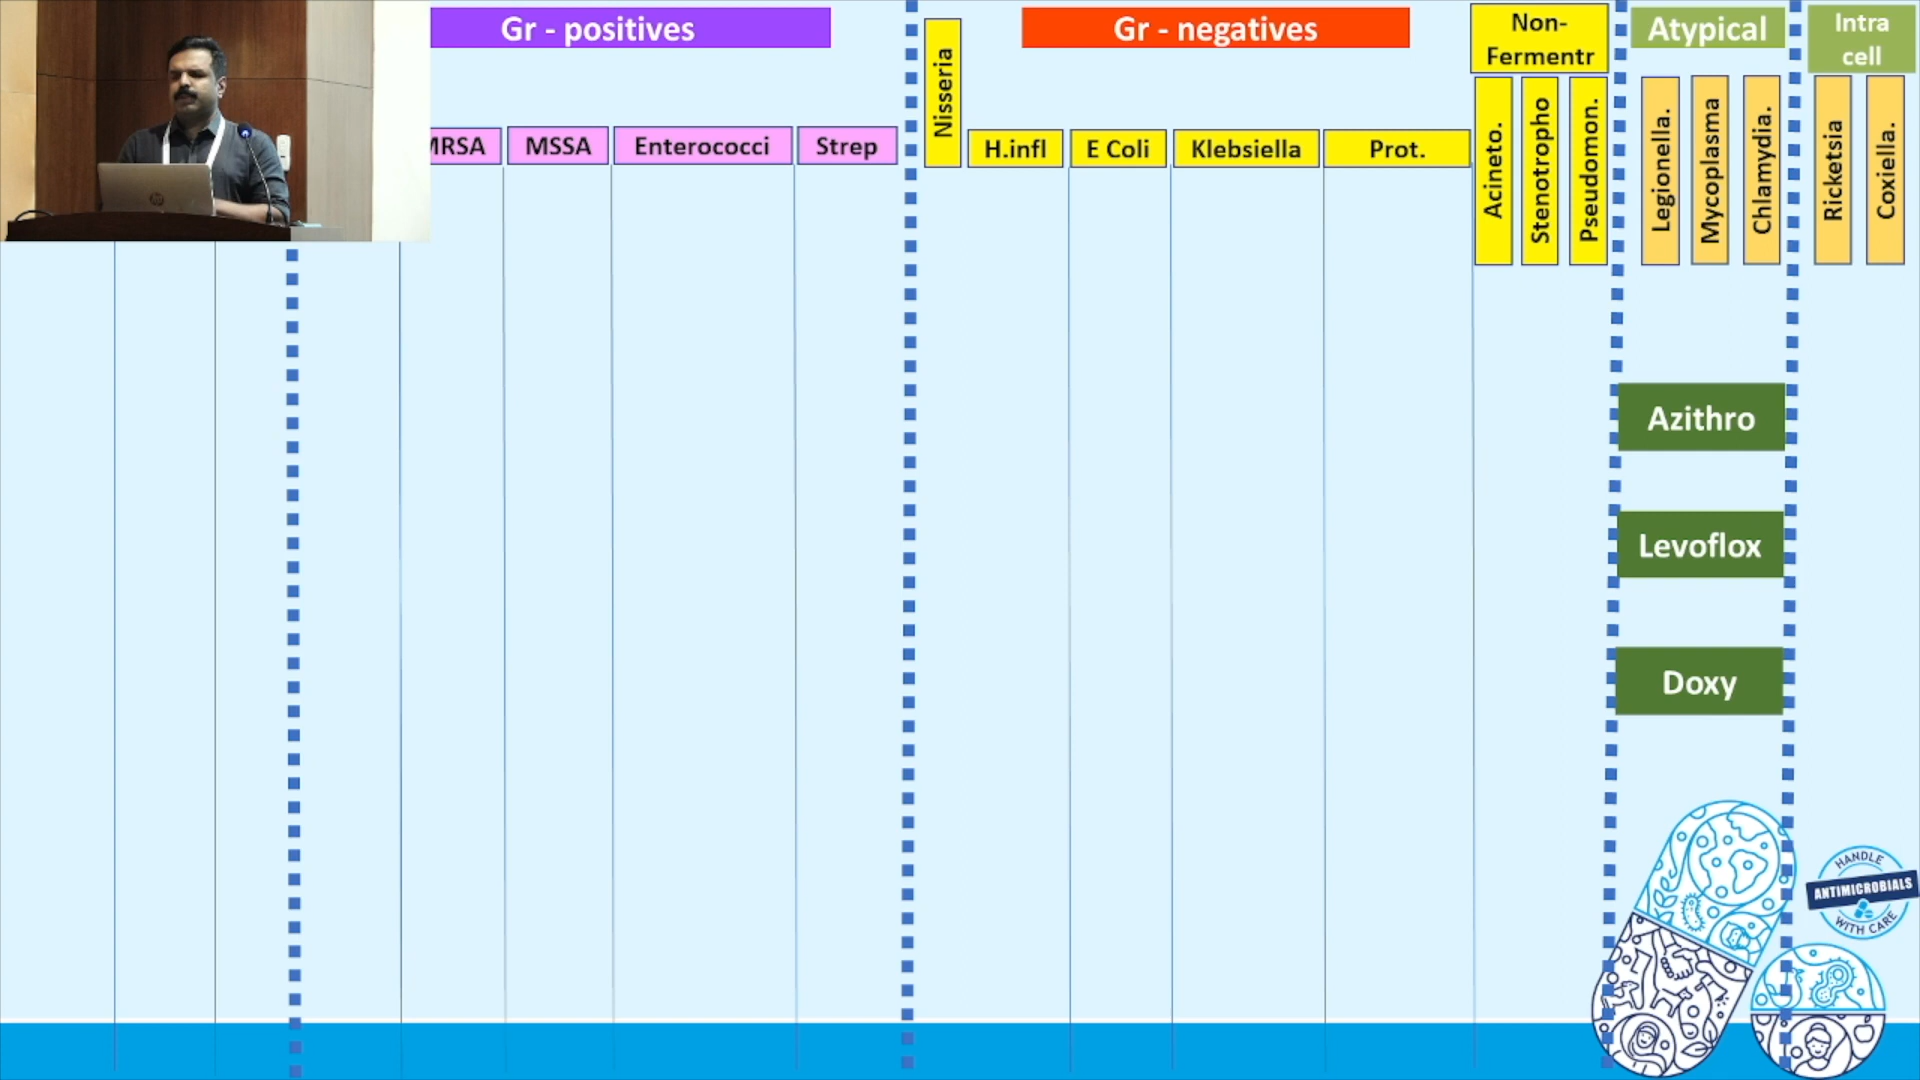 Gr - positives
Gr - negatives
Non-
Fermentr
Atypical
Intra
cell
MRSA
MSSA
Enterococci
Strep
Nisseria
H.infl
E Coli
Klebsiella
Prot.
Acineto.
Stenotropho
Pseudomon.
Legionella.
Mycoplasma
Chlamydia.
Ricketsia
Coxiella.
Azithro
Levoflox
Doxy
HANDLE
ANTIMICROBIALS
WITH CARE
hp